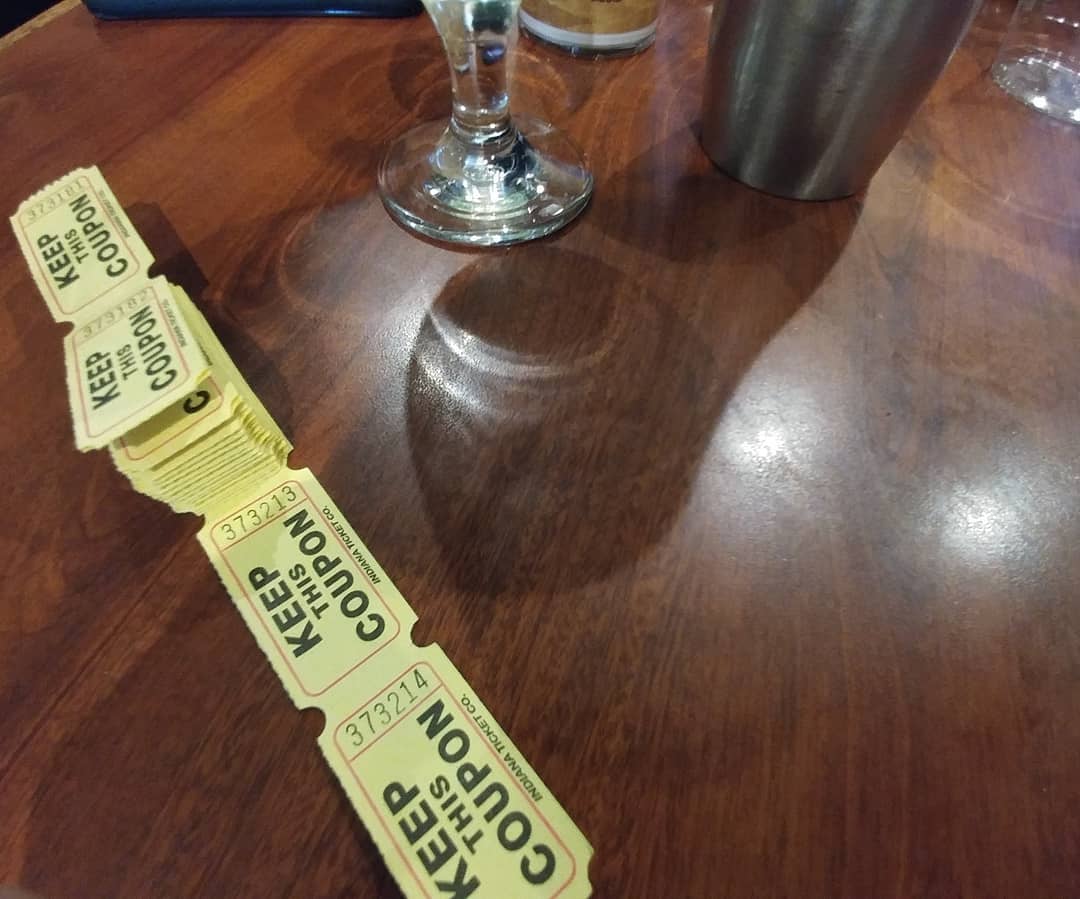 373181
KEEP
THIS
COUPON
373182
KEEP
THIS
COUPON
C
373213
KEEP
THIS
COUPON
INDIANA TICKET CO.
373214
KEEP
THIS
COUPON
INDIANA TICKET CO.